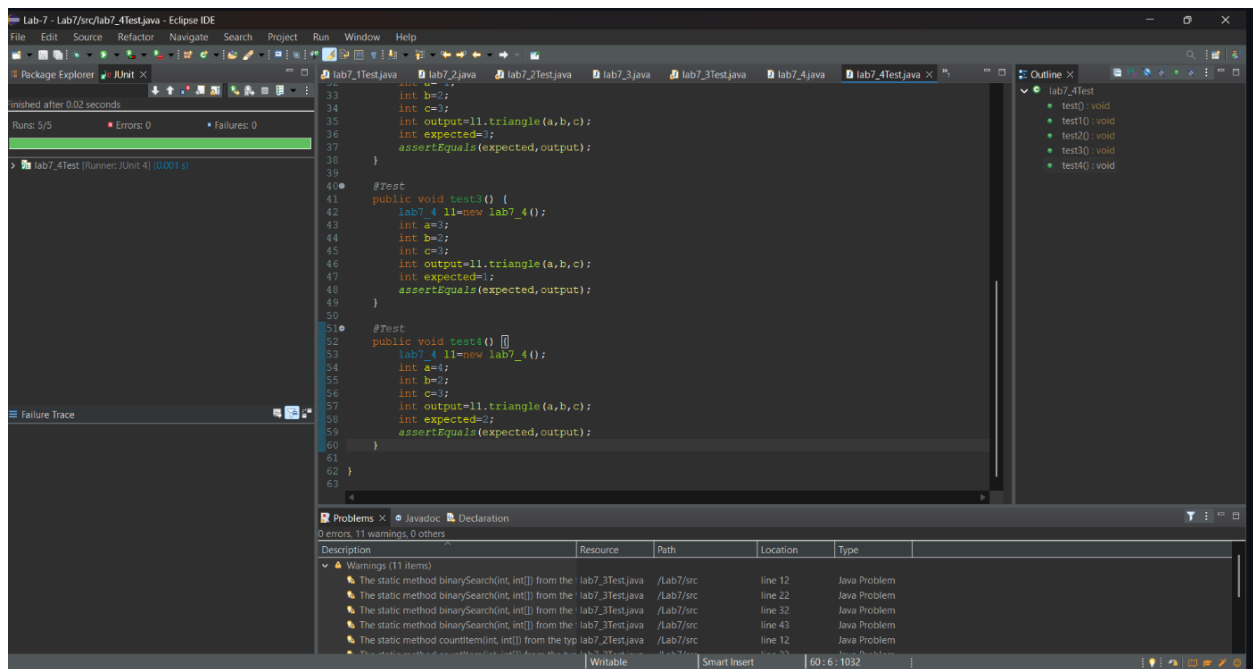 Lab-7 - Lab7/src/lab7_4Test.java - Eclipse IDE
File Edit Source Refactor Navigate Search Project Run Window Help
Package Explorer JUnit
Finished after 0.02 seconds
Runs: 5/5 Errors: 0 Failures: 0
lab7_4Test [Runner: JUnit 4] (0.001 s)
Failure Trace
lab7_1Test.java lab7_2.java lab7_2Test.java lab7_3.java lab7_3Test.java lab7_4.java lab7_4Test.java
33 int b=2;
34 int c=3;
35 int output=l1.triangle(a,b,c);
36 int expected=3;
37 assertEquals(expected,output);
38 }
39
40 @Test
41 public void test3() {
42 lab7_4 l1=new lab7_4();
43 int a=3;
44 int b=2;
45 int c=3;
46 int output=l1.triangle(a,b,c);
47 int expected=1;
48 assertEquals(expected,output);
49 }
50
51 @Test
52 public void test4() {
53 lab7_4 l1=new lab7_4();
54 int a=4;
55 int b=2;
56 int c=3;
57 int output=l1.triangle(a,b,c);
58 int expected=2;
59 assertEquals(expected,output);
60 }
61
62 }
63
Outline
lab7_4Test
test() : void
test1() : void
test2() : void
test3() : void
test4() : void
Problems Javadoc Declaration
0 errors, 11 warnings, 0 others
Description Resource Path Location Type
Warnings (11 items)
The static method binarySearch(int, int[]) from the lab7_3Test.java /Lab7/src line 12 Java Problem
The static method binarySearch(int, int[]) from the lab7_3Test.java /Lab7/src line 22 Java Problem
The static method binarySearch(int, int[]) from the lab7_3Test.java /Lab7/src line 32 Java Problem
The static method binarySearch(int, int[]) from the lab7_3Test.java /Lab7/src line 43 Java Problem
The static method countItem(int, int[]) from the typ lab7_2Test.java /Lab7/src line 12 Java Problem
Writable Smart Insert 60 : 6 : 1032